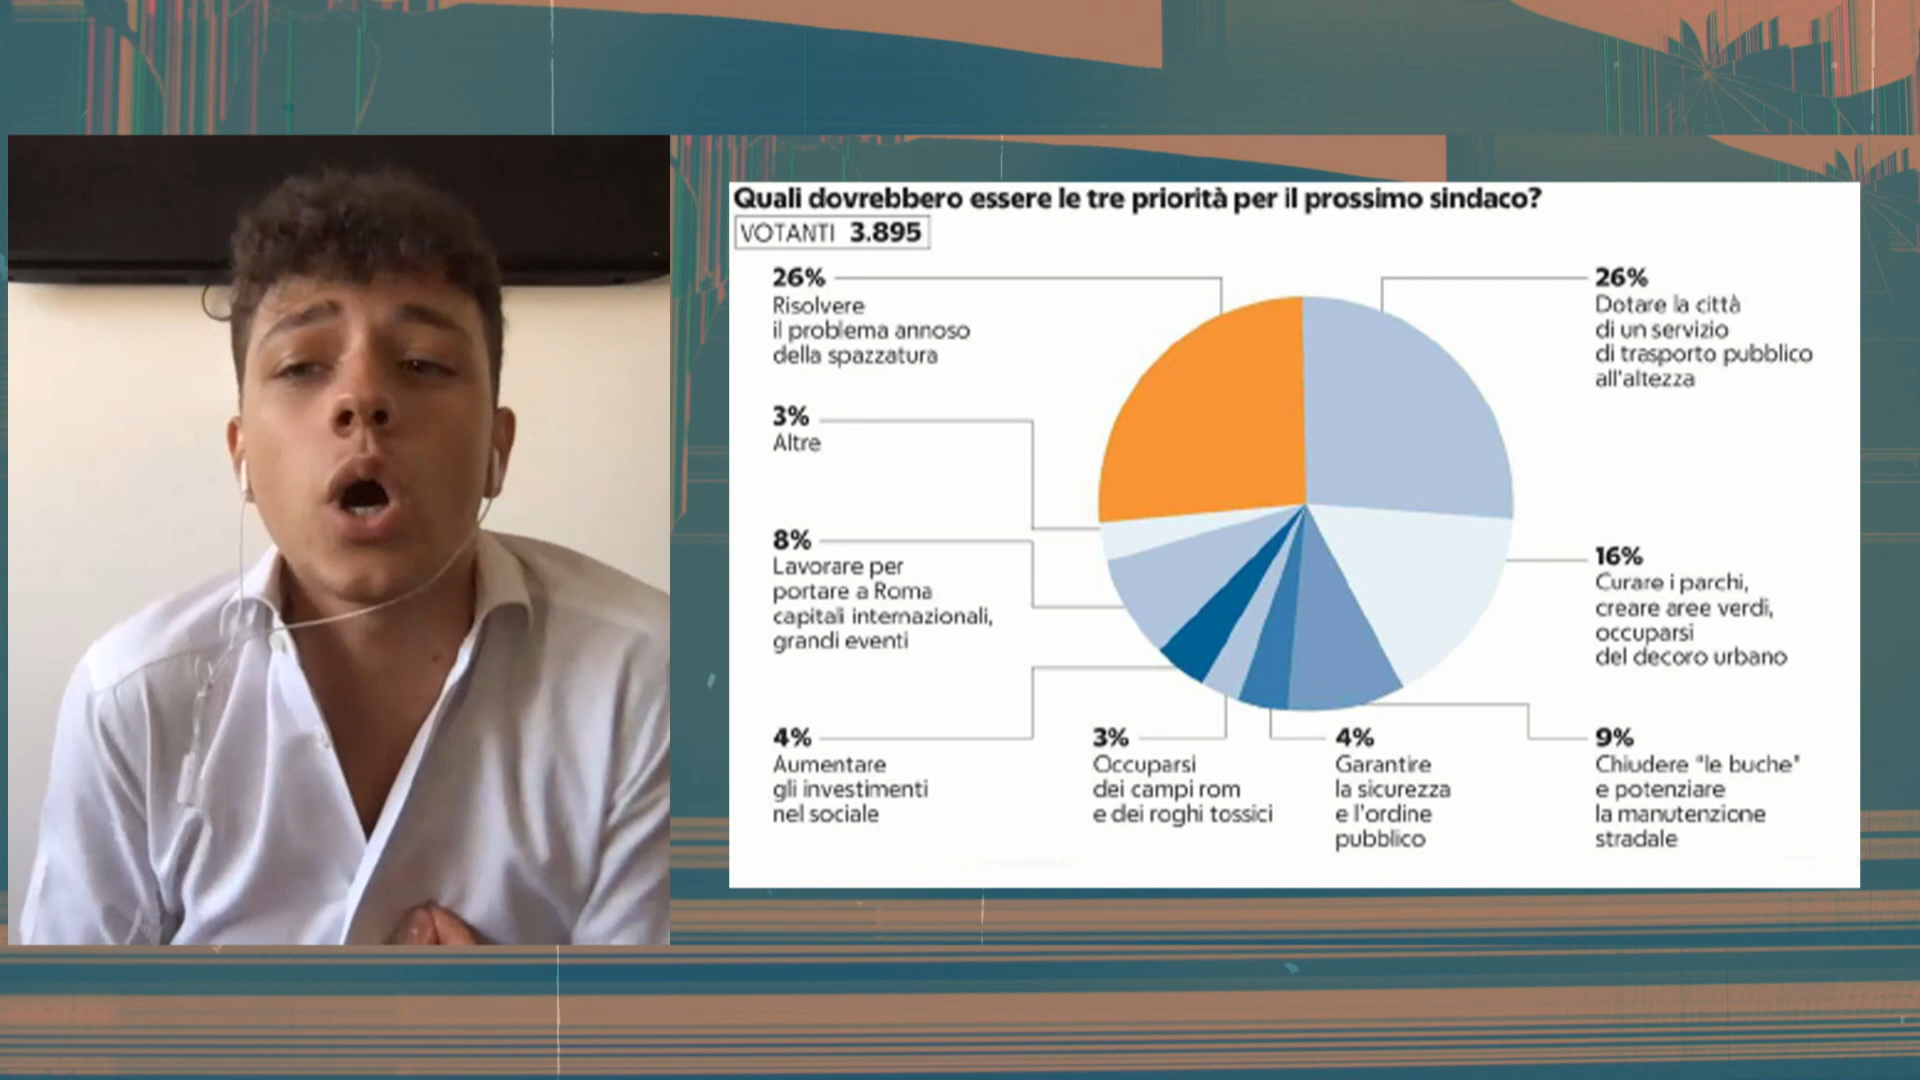 Quali dovrebbero essere le tre priorità per il prossimo sindaco?
VOTANTI 3.895
26%
Risolvere
il problema annoso
della spazzatura
3%
Altre
8%
Lavorare per
portare a Roma
capitali internazionali,
grandi eventi
4%
Aumentare
gli investimenti
nel sociale
3%
Occuparsi
dei campi rom
e dei roghi tossici
4%
Garantire
la sicurezza
e l'ordine
pubblico
26%
Dotare la città
di un servizio
di trasporto pubblico
all'altezza
16%
Curare i parchi,
creare aree verdi,
occuparsi
del decoro urbano
9%
Chiudere "le buche"
e potenziare
la manutenzione
stradale